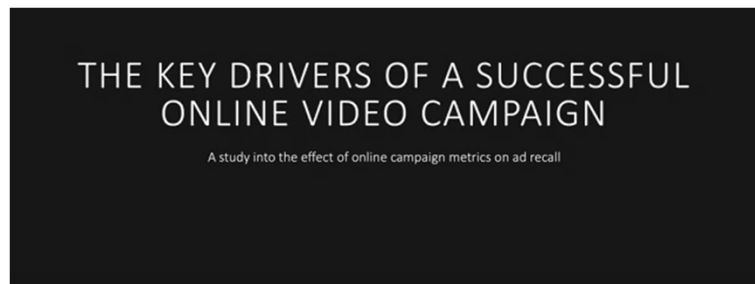 THE KEY DRIVERS OF A SUCCESSFUL
ONLINE VIDEO CAMPAIGN
A study into the effect of online campaign metrics on ad recall